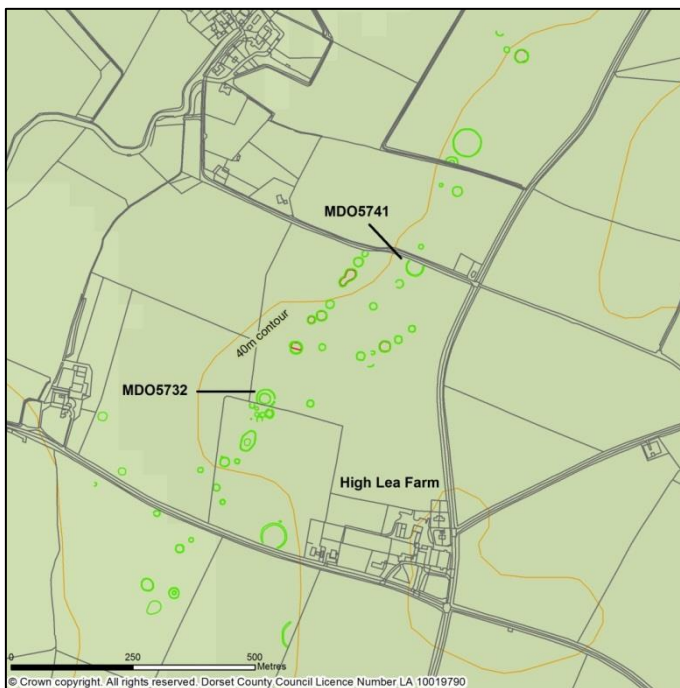 MDO5741
40m contour
MDO5732
High Lea Farm
0 250 500
Metres
© Crown copyright. All rights reserved. Dorset County Council Licence Number LA 10019790